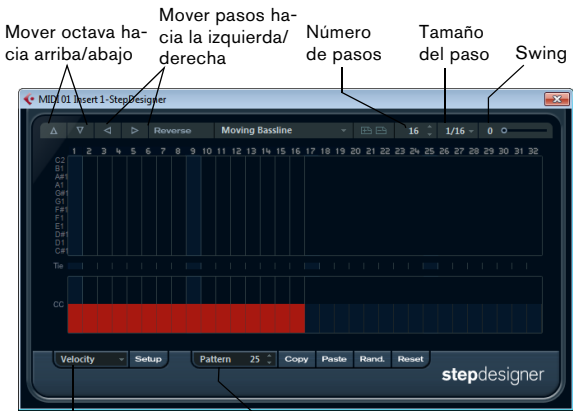 Mover octava ha-
cia arriba/abajo
Mover pasos ha-
cia la izquierda/
derecha
Número
de pasos
Tamaño
del paso
Swing
MIDI 01 Insert 1-StepDesigner
Reverse
Moving Bassline
16
1/16
0
1 2 3 4 5 6 7 8 9 10 11 12 13 14 15 16 17 18 19 20 21 22 23 24 25 26 27 28 29 30 31 32
C2
B1
A#1
A1
G#1
G1
F#1
F1
E1
D#1
D1
C#1
Tie
CC
Velocity
Setup
Pattern 25
Copy
Paste
Rand.
Reset
stepdesigner